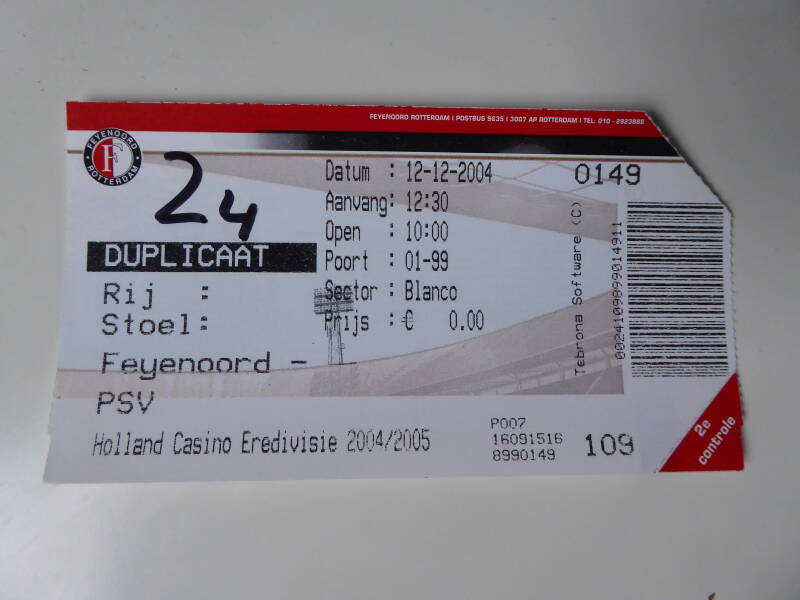 FEYENOORD ROTTERDAM | POSTBUS 9635 | 3007 AP ROTTERDAM | TEL: 010 - 2923888
FEYENOORD
F
ROTTERDAM
24
DUPLICAAT
Rij :
Stoel:
Feyenoord -
PSV
Holland Casino Eredivisie 2004/2005
Datum : 12-12-2004
Aanvang: 12:30
Open : 10:00
Poort : 01-99
Sector : Blanco
Prijs : € 0.00
0149
Tebrona Software (C)
0024109899014911
P007
16091516
8990149
109
2e
controle